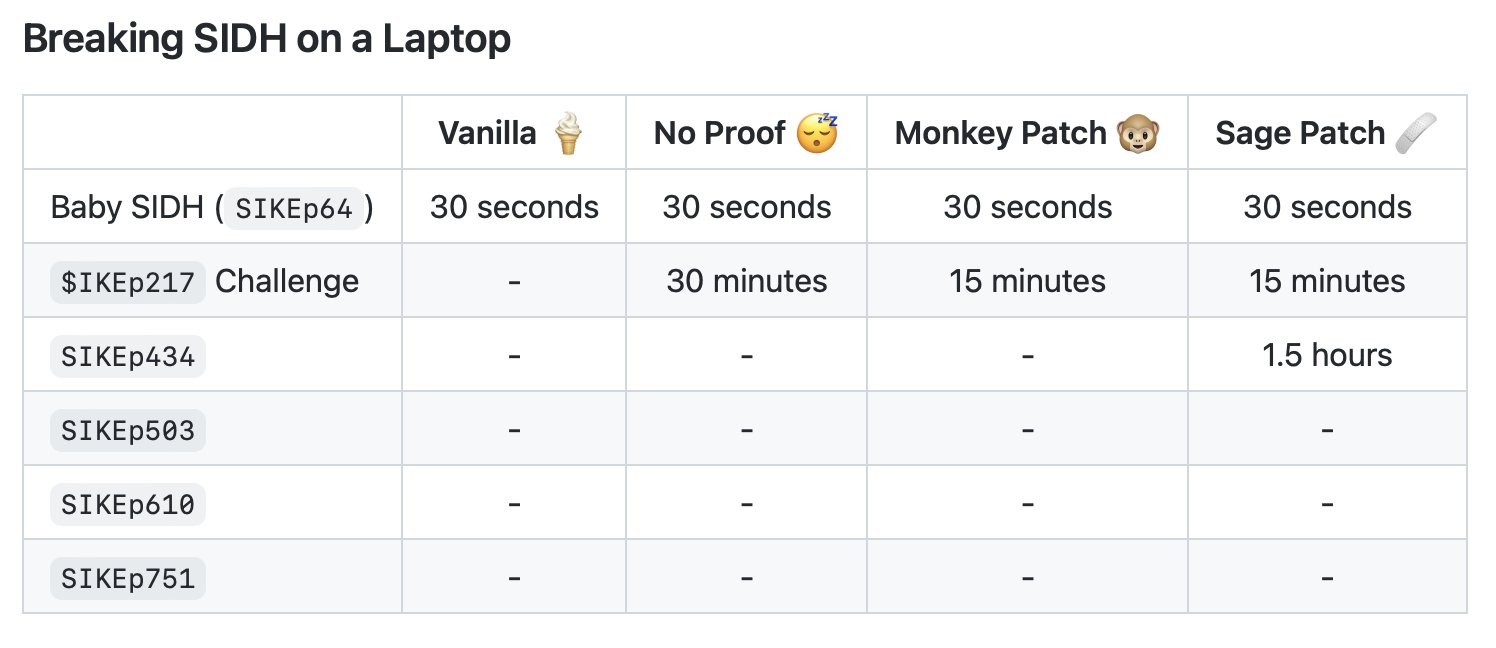 Breaking SIDH on a Laptop
Vanilla 🍦 No Proof 😴 Monkey Patch 🐵 Sage Patch 🩹
Baby SIDH ( SIKEp64 ) 30 seconds 30 seconds 30 seconds 30 seconds
$IKEp217 Challenge - 30 minutes 15 minutes 15 minutes
SIKEp434 - - - 1.5 hours
SIKEp503 - - - -
SIKEp610 - - - -
SIKEp751 - - - -